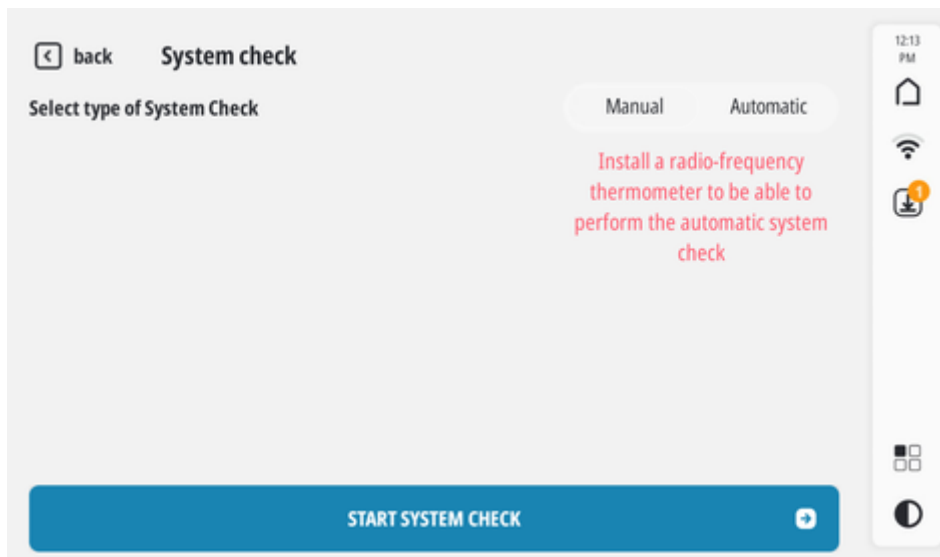 back
System check
12:13
PM
Select type of System Check
Manual
Automatic
Install a radio-frequency
thermometer to be able to
perform the automatic system
check
1
START SYSTEM CHECK